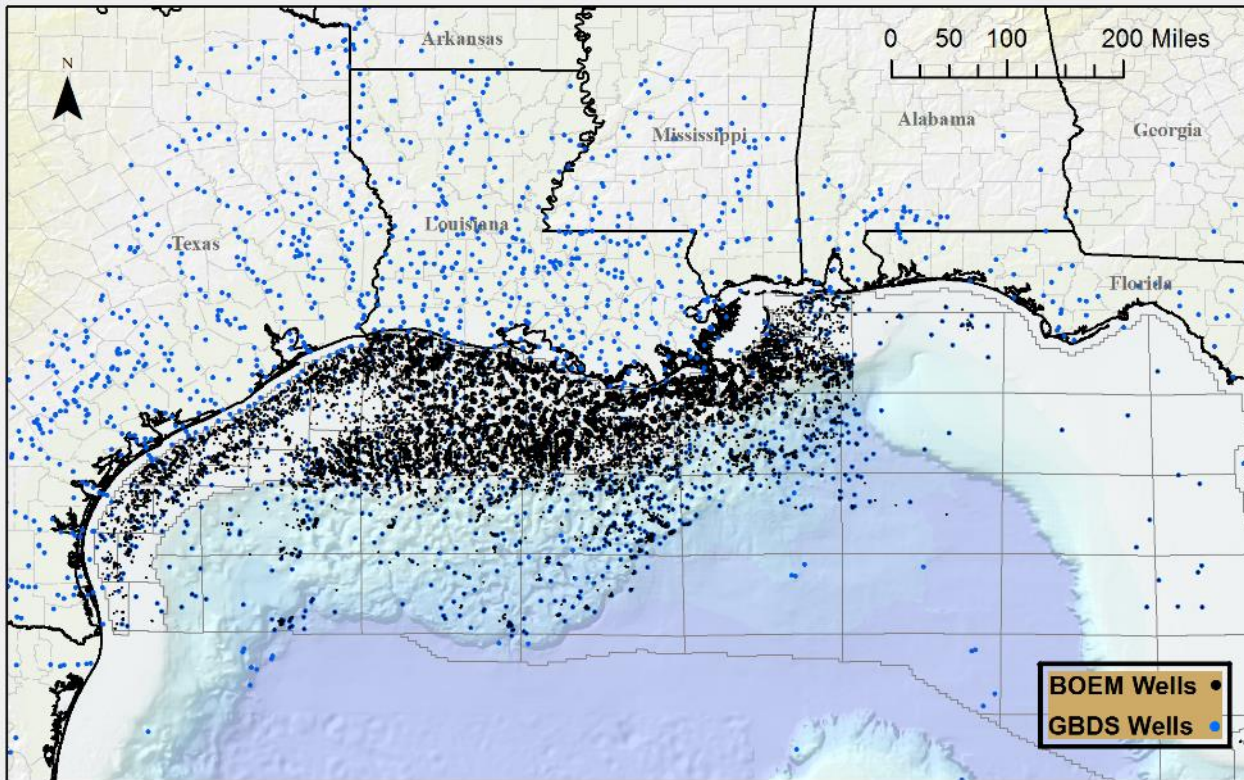 Arkansas
0 50 100 200 Miles
N
Mississippi
Alabama
Georgia
Louisiana
Texas
Florida
BOEM Wells
GBDS Wells